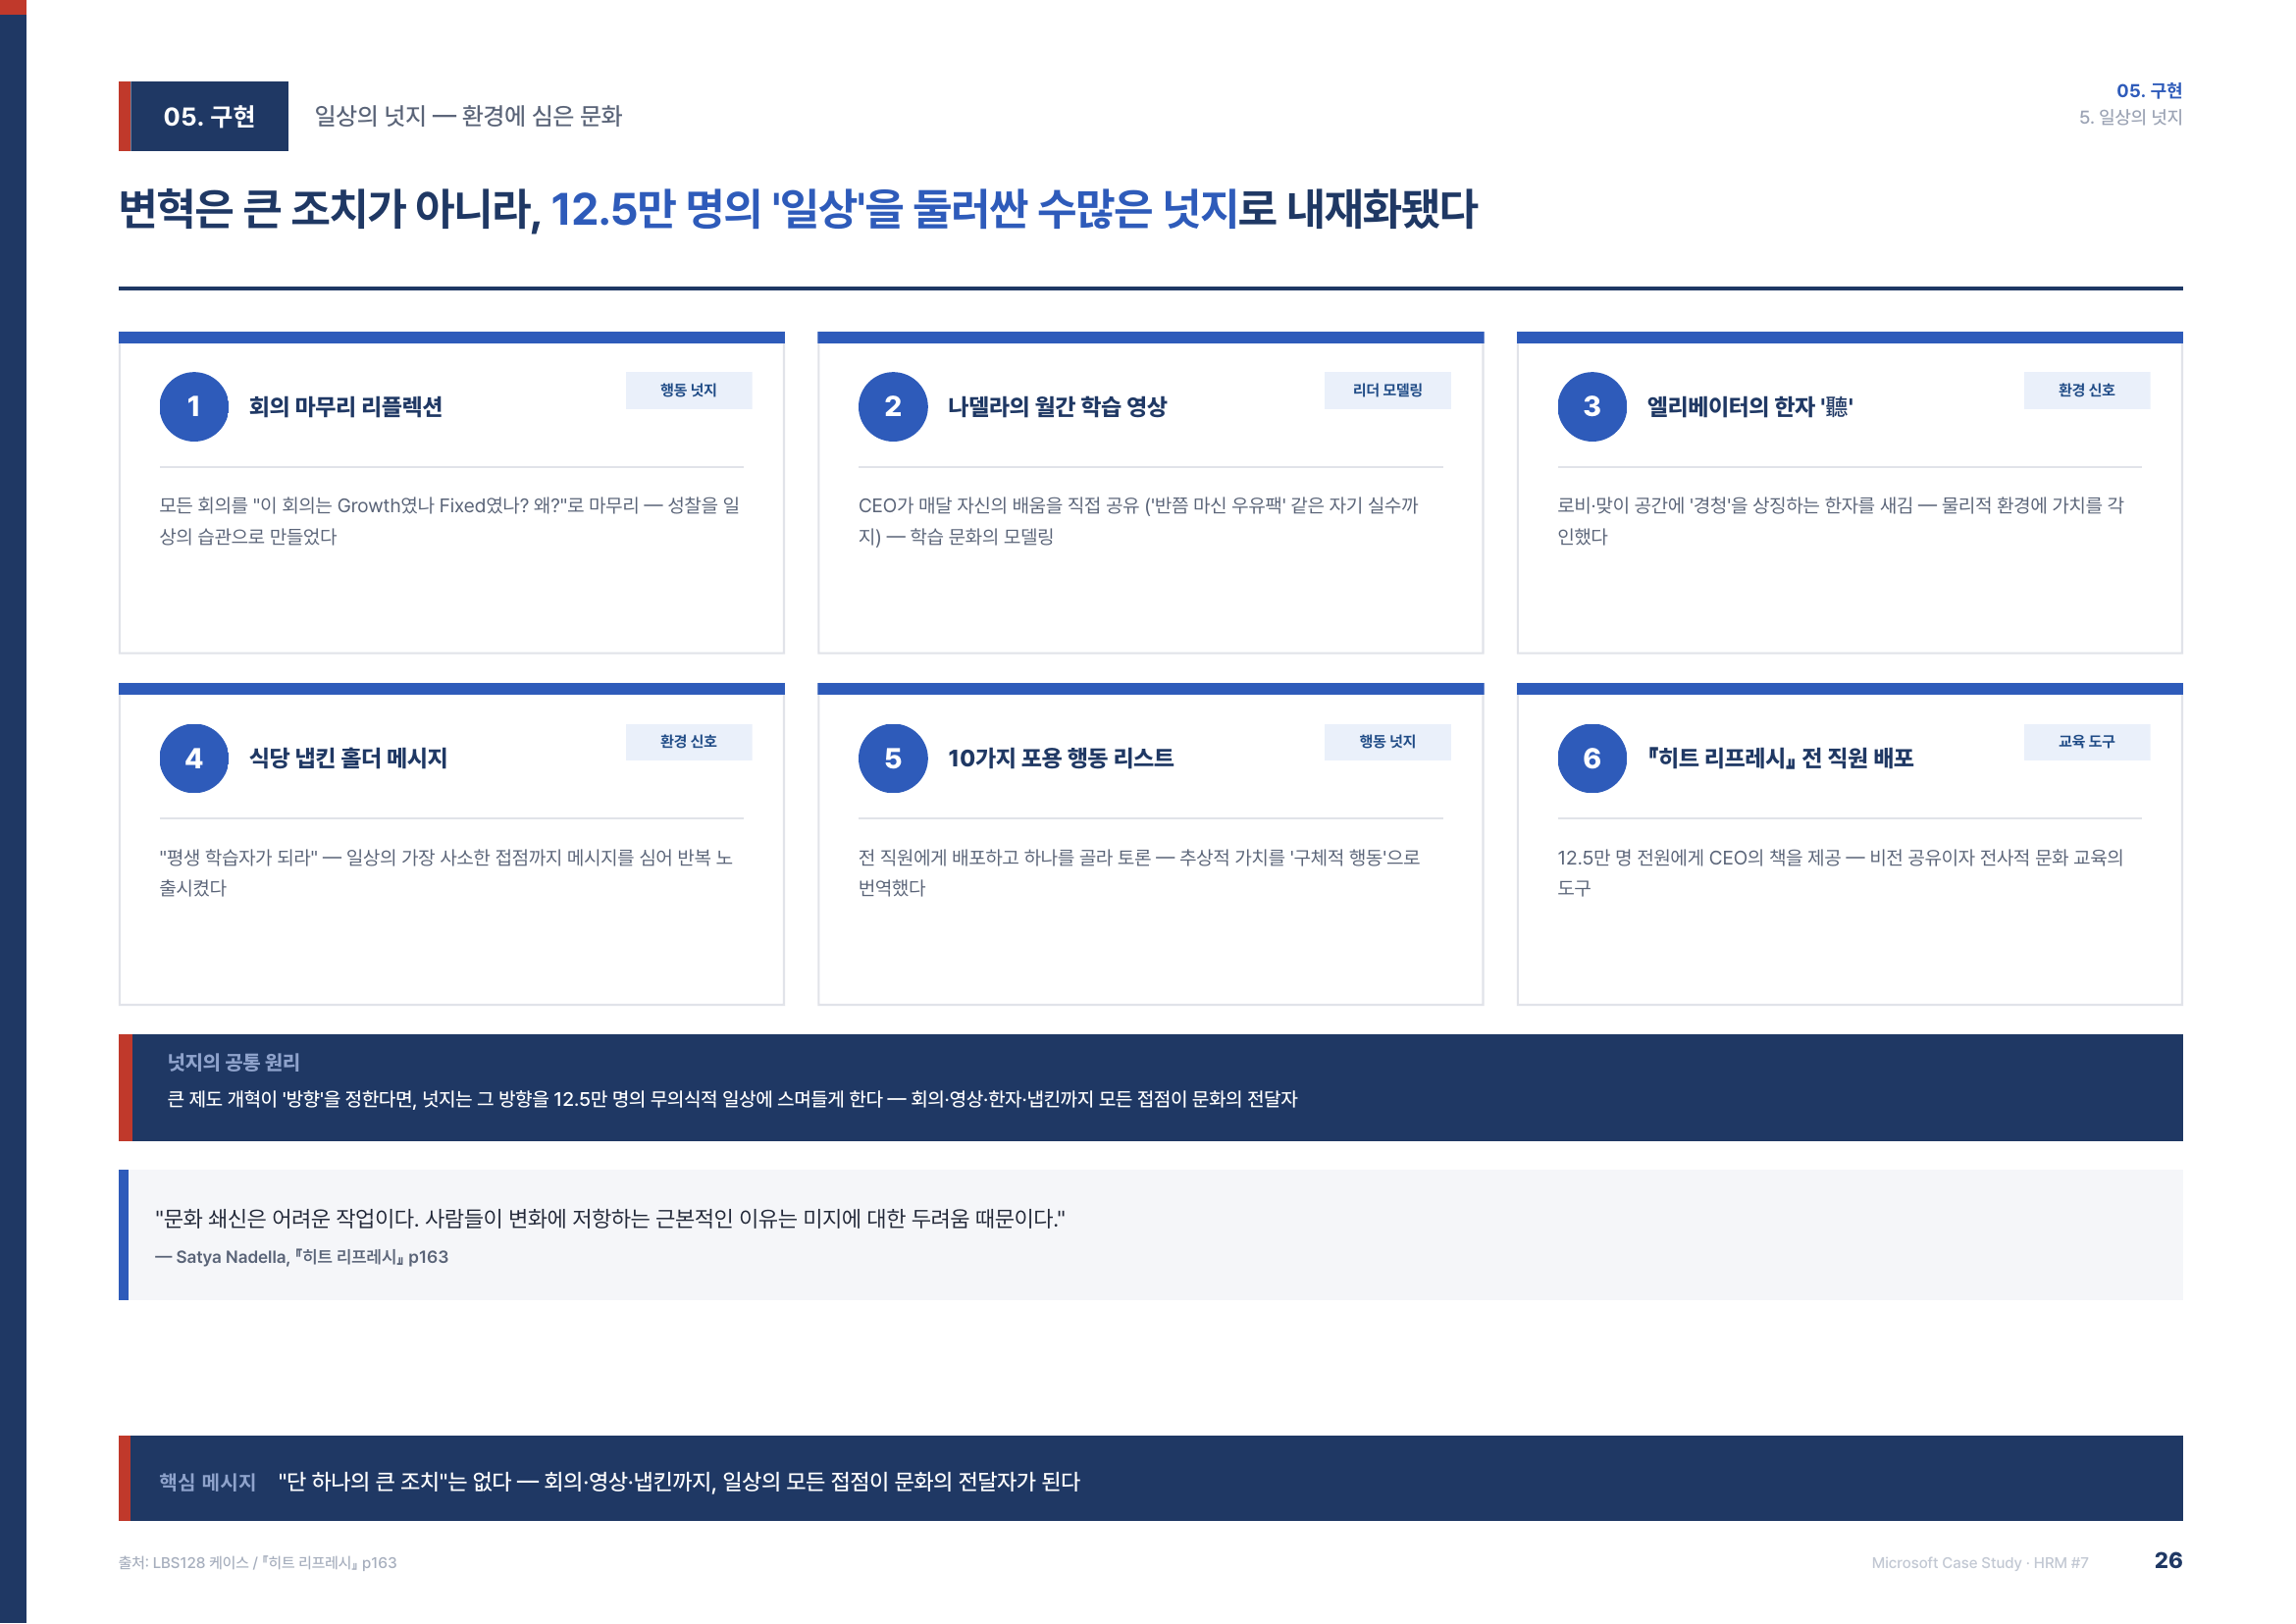 05. 구현
일상의 넛지 — 환경에 심은 문화
05. 구현
5. 일상의 넛지
변혁은 큰 조치가 아니라, 12.5만 명의 '일상'을 둘러싼 수많은 넛지로 내재화됐다
1
회의 마무리 리플렉션
행동 넛지
모든 회의를 "이 회의는 Growth였나 Fixed였나? 왜?"로 마무리 — 성찰을 일
상의 습관으로 만들었다
2
나델라의 월간 학습 영상
리더 모델링
CEO가 매달 자신의 배움을 직접 공유 ('반쯤 마신 우유팩' 같은 자기 실수까
지) — 학습 문화의 모델링
3
엘리베이터의 한자 '聽'
환경 신호
로비·맞이 공간에 '경청'을 상징하는 한자를 새김 — 물리적 환경에 가치를 각
인했다
4
식당 냅킨 홀더 메시지
환경 신호
"평생 학습자가 되라" — 일상의 가장 사소한 접점까지 메시지를 심어 반복 노
출시켰다
5
10가지 포용 행동 리스트
행동 넛지
전 직원에게 배포하고 하나를 골라 토론 — 추상적 가치를 '구체적 행동'으로
번역했다
6
『히트 리프레시』 전 직원 배포
교육 도구
12.5만 명 전원에게 CEO의 책을 제공 — 비전 공유이자 전사적 문화 교육의
도구
넛지의 공통 원리
큰 제도 개혁이 '방향'을 정한다면, 넛지는 그 방향을 12.5만 명의 무의식적 일상에 스며들게 한다 — 회의·영상·한자·냅킨까지 모든 접점이 문화의 전달자
"문화 쇄신은 어려운 작업이다. 사람들이 변화에 저항하는 근본적인 이유는 미지에 대한 두려움 때문이다."
— Satya Nadella, 『히트 리프레시』 p163
핵심 메시지 "단 하나의 큰 조치"는 없다 — 회의·영상·냅킨까지, 일상의 모든 접점이 문화의 전달자가 된다
출처: LBS128 케이스 / 『히트 리프레시』 p163
Microsoft Case Study · HRM #7
26